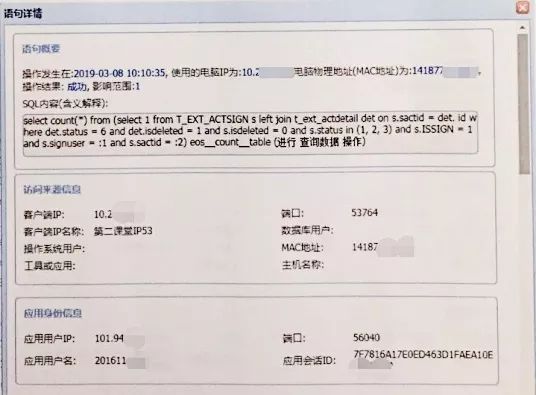 语句详情
语句概要
操作发生在:2019-03-08 10:10:35, 使用的电脑IP为:10.2 电脑物理地址(MAC地址)为:141877
操作结果: 成功, 影响范围:1
SQL内容(含义解释):
select count(*) from (select 1 from T_EXT_ACTSIGN s left join t_ext_actdetail det on s.sactid = det. id w
here det.status = 6 and det.isdeleted = 1 and s.isdeleted = 0 and s.status in (1, 2, 3) and s.ISSIGN = 1
and s.signuser = :1 and s.sactid = :2) eos__count_table (进行 查询数据 操作)
访问来源信息
客户端IP: 10.2 端口: 53764
客户端IP名称: 第二课堂IP53 数据库用户:
操作系统用户: MAC地址: 14187
工具或应用: 主机名称:
应用身份信息
应用用户IP: 101.94 端口: 56040
应用用户名: 201611 应用会话ID: 7F7816A17E0ED463D1FAEA10E